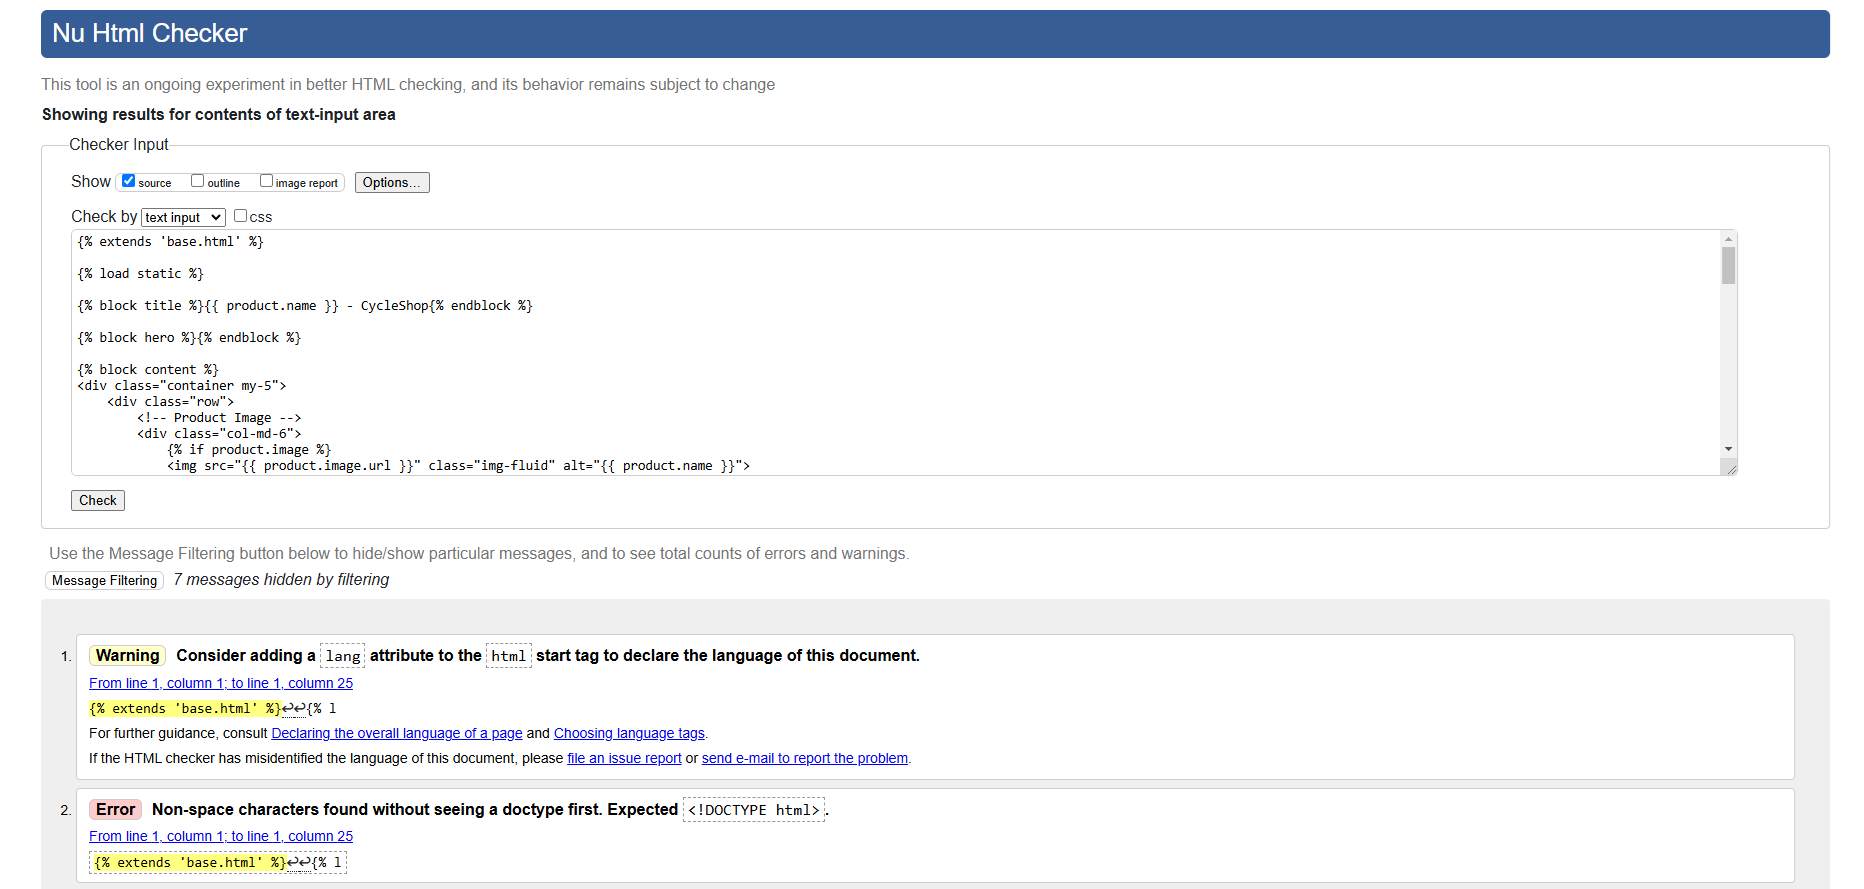 Nu Html Checker
This tool is an ongoing experiment in better HTML checking, and its behavior remains subject to change
Showing results for contents of text-input area
Checker Input
Show source outline image report Options...
Check by text input css
{% extends 'base.html' %}
{% load static %}
{% block title %}{{ product.name }} - CycleShop{% endblock %}
{% block hero %}{% endblock %}
{% block content %}
<div class="container my-5">
<div class="row">
<!-- Product Image -->
<div class="col-md-6">
{% if product.image %}
<img src="{{ product.image.url }}" class="img-fluid" alt="{{ product.name }}">
Check
Use the Message Filtering button below to hide/show particular messages, and to see total counts of errors and warnings.
Message Filtering 7 messages hidden by filtering
1. Warning Consider adding a lang attribute to the html start tag to declare the language of this document.
From line 1, column 1; to line 1, column 25
{% extends 'base.html' %}↩↩{% l
For further guidance, consult Declaring the overall language of a page and Choosing language tags.
If the HTML checker has misidentified the language of this document, please file an issue report or send e-mail to report the problem.
2. Error Non-space characters found without seeing a doctype first. Expected <!DOCTYPE html>.
From line 1, column 1; to line 1, column 25
{% extends 'base.html' %}↩↩{% l